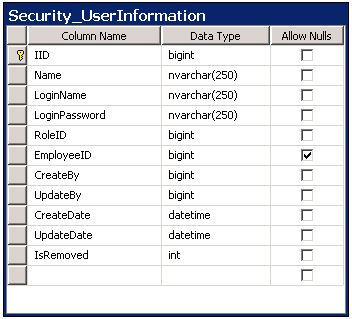 Security_UserInformation
Column Name Data Type Allow Nulls
IID bigint
Name nvarchar(250)
LoginName nvarchar(250)
LoginPassword nvarchar(250)
RoleID bigint
EmployeeID bigint
CreateBy bigint
UpdateBy bigint
CreateDate datetime
UpdateDate datetime
IsRemoved int